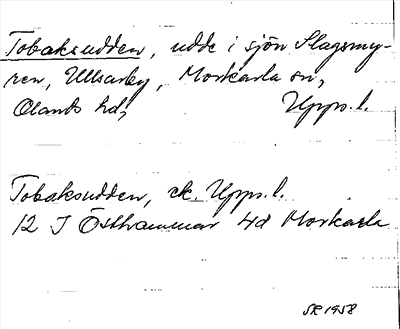 Tobaksudden, udde i sjön Slagsmy-
ren, Ullsarby, Morkarla sn,
Olands hd, Upps. l.
Tobaksudden, ek. Upps. l.
12 I Östhammar 4d Morkarla
SR 1958